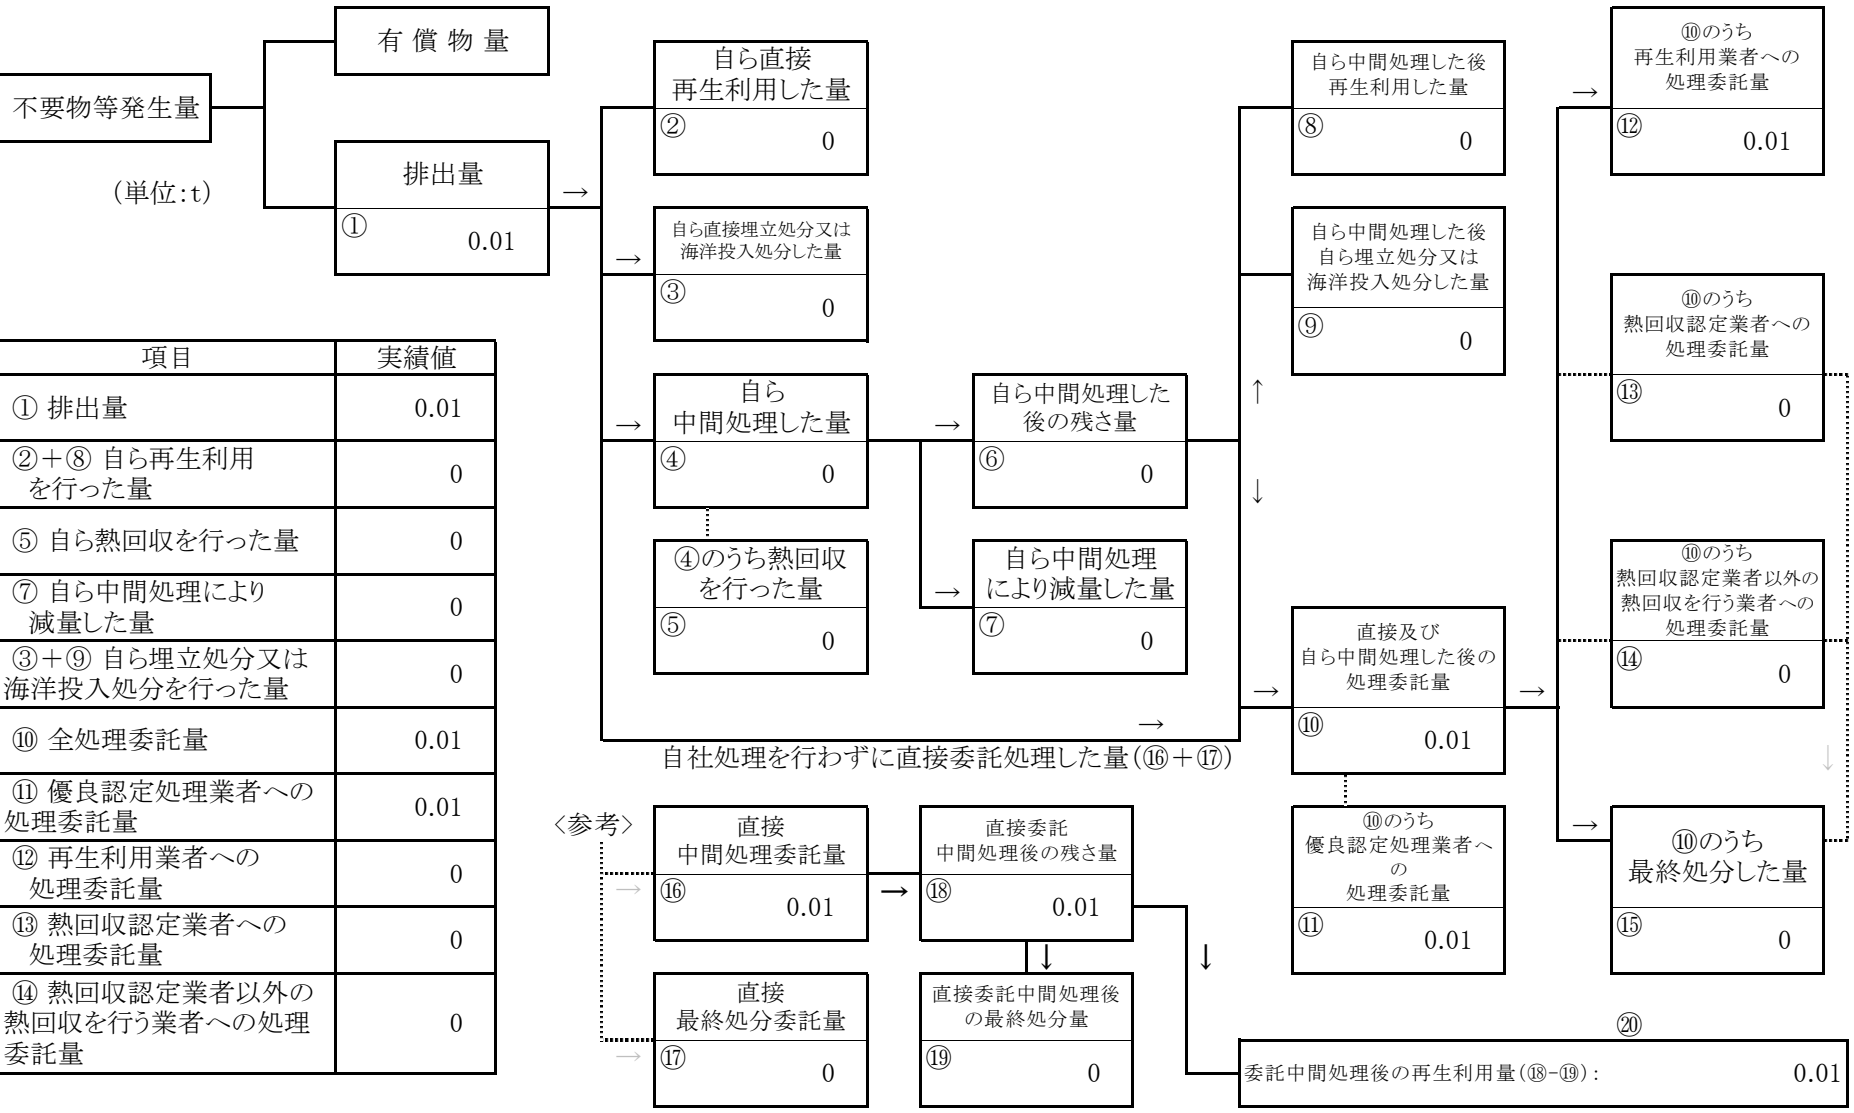 有 償 物 量
不要物等発生量
(単位:t)
排出量
①
0.01
→
自ら直接
再生利用した量
②
0
自ら直接埋立処分又は
海洋投入処分した量
→
③
0
自ら
中間処理した量
→
④
0
④のうち熱回収
を行った量
⑤
0
自ら中間処理した
後の残さ量
→
⑥
0
自ら中間処理
により減量した量
→
⑦
0
自ら中間処理した後
再生利用した量
⑧
0
自ら中間処理した後
自ら埋立処分又は
海洋投入処分した量
⑨
0
↑
↓
直接及び
自ら中間処理した後の
処理委託量
→
→
⑩
0.01
→
自社処理を行わずに直接委託処理した量(⑯+⑰)
⑩のうち
優良認定処理業者へ
の
処理委託量
⑪
0.01
⑩のうち
再生利用業者への
処理委託量
→
⑫
0.01
⑩のうち
熱回収認定業者への
処理委託量
⑬
0
⑩のうち
熱回収認定業者以外の
熱回収を行う業者への
処理委託量
⑭
0
↓
⑩のうち
最終処分した量
→
⑮
0
項目 実績値
① 排出量 0.01
②+⑧ 自ら再生利用
を行った量 0
⑤ 自ら熱回収を行った量 0
⑦ 自ら中間処理により
減量した量 0
③+⑨ 自ら埋立処分又は
海洋投入処分を行った量 0
⑩ 全処理委託量 0.01
⑪ 優良認定処理業者への
処理委託量 0.01
⑫ 再生利用業者への
処理委託量 0
⑬ 熱回収認定業者への
処理委託量 0
⑭ 熱回収認定業者以外の
熱回収を行う業者への処理
委託量 0
<参考>
直接
中間処理委託量
→
⑯
0.01
→
直接委託
中間処理後の残さ量
⑱
0.01
↓
↓
直接
最終処分委託量
→
⑰
0
直接委託中間処理後
の最終処分量
⑲
0
⑳
委託中間処理後の再生利用量(⑱-⑲): 0.01